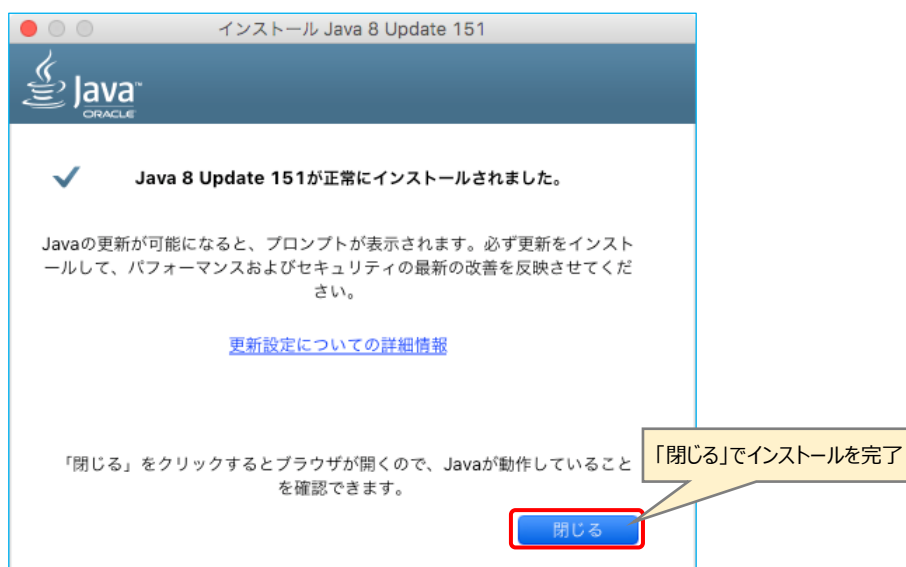 インストール Java 8 Update 151
Java™
ORACLE
Java 8 Update 151が正常にインストールされました。
Javaの更新が可能になると、プロンプトが表示されます。必ず更新をインスト
ールして、パフォーマンスおよびセキュリティの最新の改善を反映させてくだ
さい。
更新設定についての詳細情報
「閉じる」でインストールを完了
「閉じる」をクリックするとブラウザが開くので、Javaが動作していること
を確認できます。
閉じる